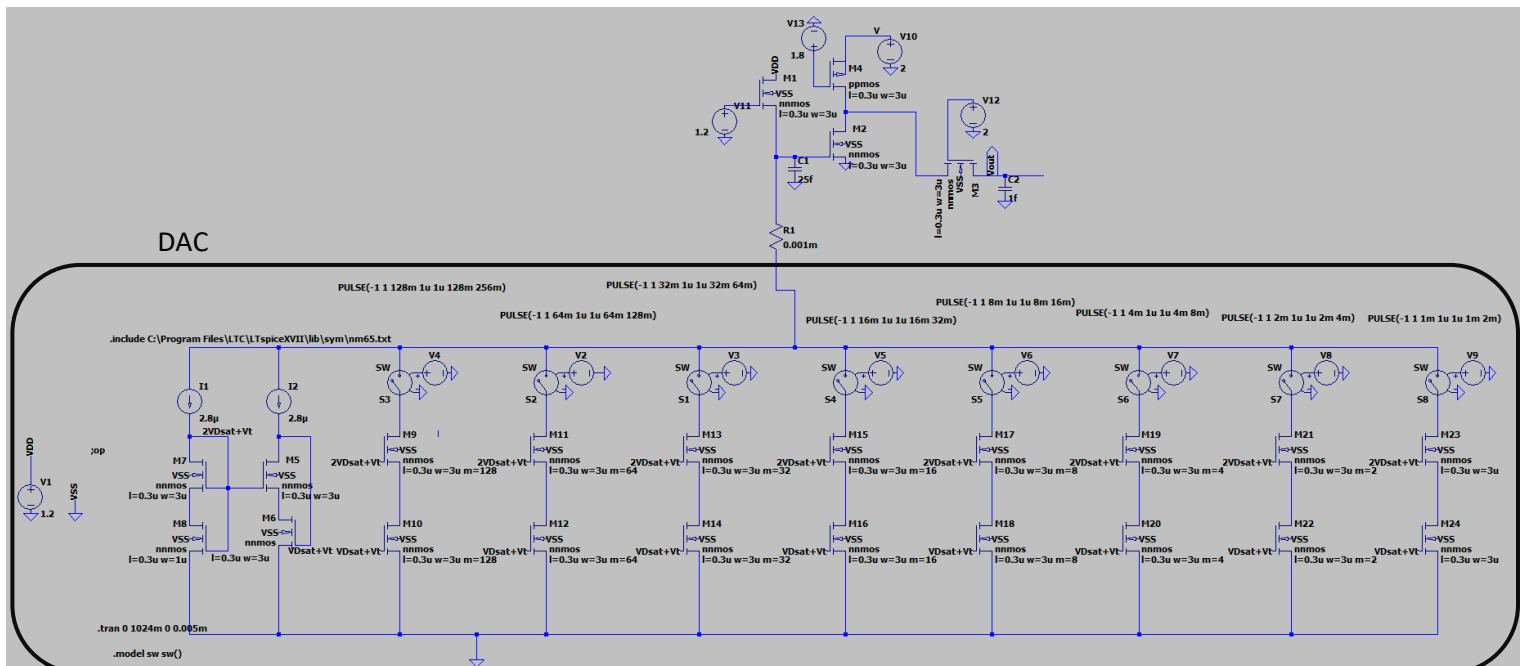 V13
V
V10
1.8
2
VDD
M1
M4
ppmos
l=0.3u w=3u
VSS
nnmos
l=0.3u w=3u
V11
1.2
V12
2
M2
VSS
nnmos
l=0.3u w=3u
C1
25f
l=0.3u w=3u
nnmos
VSS
M3
Vout
C2
1f
R1
0.001m
DAC
PULSE(-1 1 128m 1u 1u 128m 256m)
PULSE(-1 1 32m 1u 1u 32m 64m)
PULSE(-1 1 8m 1u 1u 8m 16m)
PULSE(-1 1 64m 1u 1u 64m 128m)
PULSE(-1 1 16m 1u 1u 16m 32m)
PULSE(-1 1 4m 1u 1u 4m 8m)
PULSE(-1 1 2m 1u 1u 2m 4m)
PULSE(-1 1 1m 1u 1u 1m 2m)
.include C:\Program Files\LTC\LTspiceXVII\lib\sym\nm65.txt
SW V4
S3
SW V2
S2
SW V3
S1
SW V5
S4
SW V6
S5
SW V7
S6
SW V8
S7
SW V9
S8
I1
2.8µ
I2
2.8µ
2VDsat+Vt
VDD
V1
1.2
VSS
;op
M7
VSS
nnmos
l=0.3u w=3u
M5
VSS
nnmos
l=0.3u w=3u
M8
VSS
nnmos
l=0.3u w=1u
M6
VSS
nnmos
l=0.3u w=3u
VDsat+Vt
M9
VSS
2VDsat+Vt nnmos
l=0.3u w=3u m=128
M11
VSS
2VDsat+Vt nnmos
l=0.3u w=3u m=64
M13
VSS
2VDsat+Vt nnmos
l=0.3u w=3u m=32
M15
VSS
2VDsat+Vt nnmos
l=0.3u w=3u m=16
M17
VSS
2VDsat+Vt nnmos
l=0.3u w=3u m=8
M19
VSS
2VDsat+Vt nnmos
l=0.3u w=3u m=4
M21
VSS
2VDsat+Vt nnmos
l=0.3u w=3u m=2
M23
VSS
2VDsat+Vt nnmos
l=0.3u w=3u
M10
VSS
VDsat+Vt nnmos
l=0.3u w=3u m=128
M12
VSS
VDsat+Vt nnmos
l=0.3u w=3u m=64
M14
VSS
VDsat+Vt nnmos
l=0.3u w=3u m=32
M16
VSS
VDsat+Vt nnmos
l=0.3u w=3u m=16
M18
VSS
VDsat+Vt nnmos
l=0.3u w=3u m=8
M20
VSS
VDsat+Vt nnmos
l=0.3u w=3u m=4
M22
VSS
VDsat+Vt nnmos
l=0.3u w=3u m=2
M24
VSS
VDsat+Vt nnmos
l=0.3u w=3u
.tran 0 1024m 0 0.005m
.model sw sw()